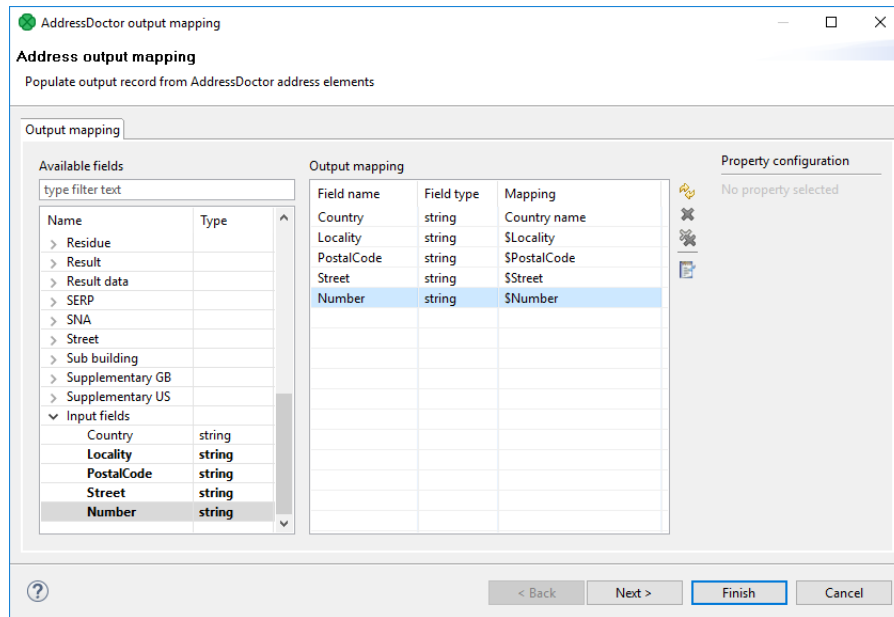 AddressDoctor output mapping
Address output mapping
Populate output record from AddressDoctor address elements
Output mapping
Available fields
type filter text
Name Type
Residue
Result
Result data
SERP
SNA
Street
Sub building
Supplementary GB
Supplementary US
Input fields
Country string
Locality string
PostalCode string
Street string
Number string
Output mapping
Field name Field type Mapping
Country string Country name
Locality string $Locality
PostalCode string $PostalCode
Street string $Street
Number string $Number
Property configuration
No property selected
?
< Back Next > Finish Cancel